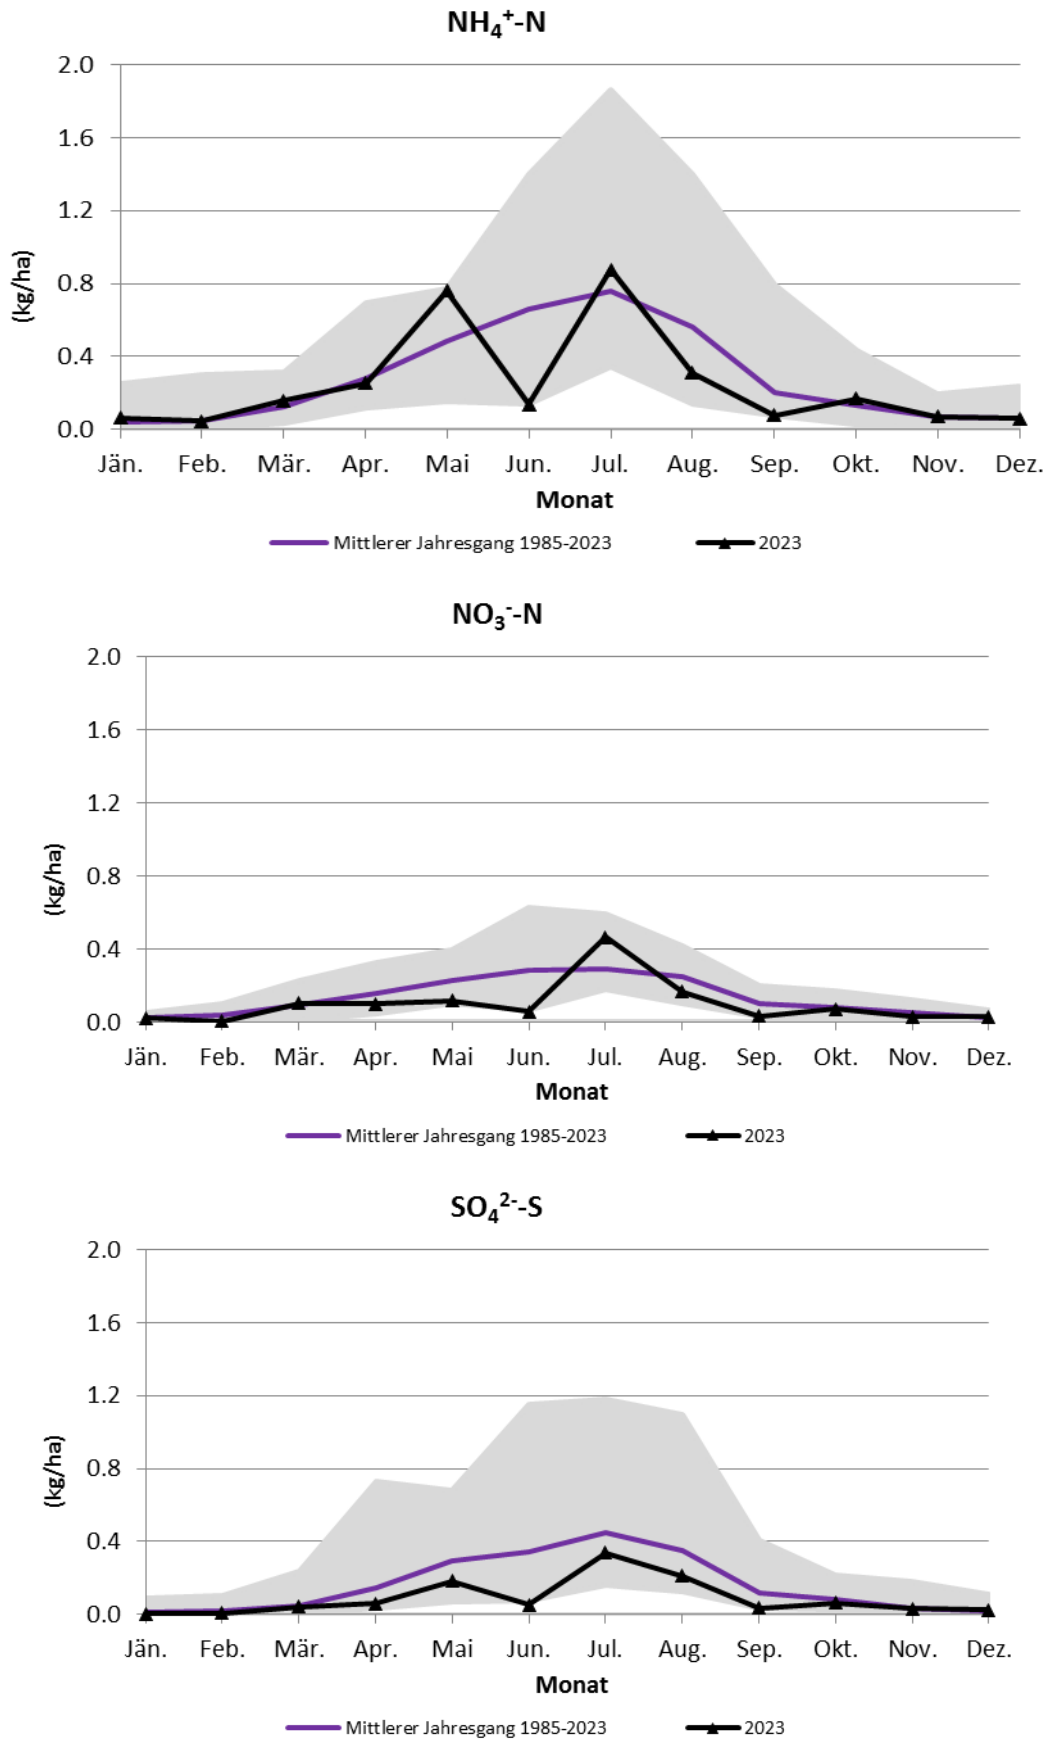 NH₄⁺-N
2.0
1.6
1.2
0.8
0.4
0.0
(kg/ha)
Jän. Feb. Mär. Apr. Mai Jun. Jul. Aug. Sep. Okt. Nov. Dez.
Monat
Mittlerer Jahresgang 1985-2023 2023
NO₃⁻-N
2.0
1.6
1.2
0.8
0.4
0.0
(kg/ha)
Jän. Feb. Mär. Apr. Mai Jun. Jul. Aug. Sep. Okt. Nov. Dez.
Monat
Mittlerer Jahresgang 1985-2023 2023
SO₄²⁻-S
2.0
1.6
1.2
0.8
0.4
0.0
(kg/ha)
Jän. Feb. Mär. Apr. Mai Jun. Jul. Aug. Sep. Okt. Nov. Dez.
Monat
Mittlerer Jahresgang 1985-2023 2023